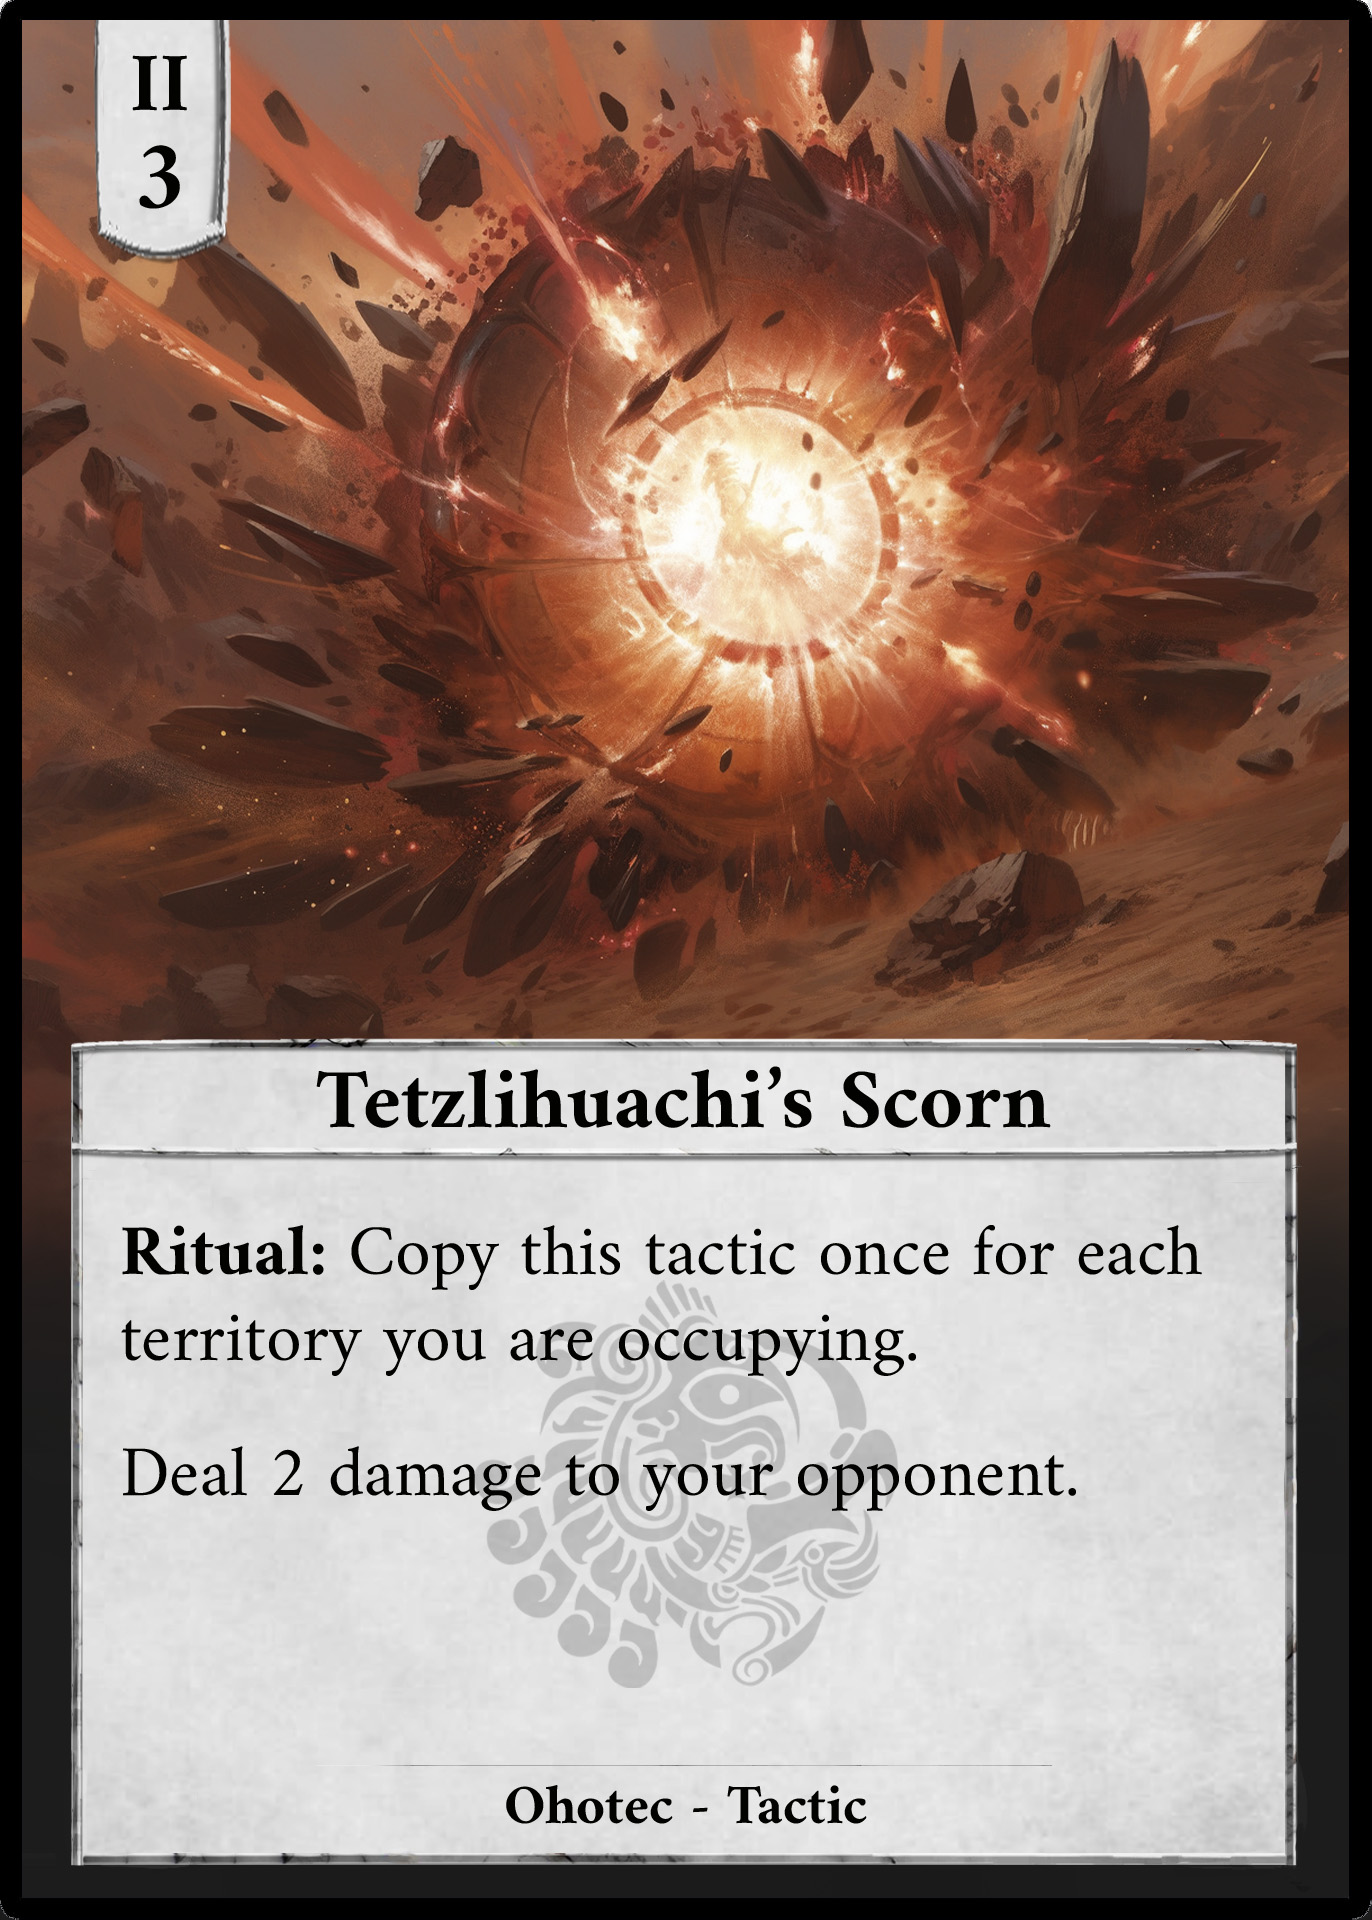 II
3
Tetzlihuachi’s Scorn
Ritual: Copy this tactic once for each
territory you are occupying.
Deal 2 damage to your opponent.
Ohotec - Tactic